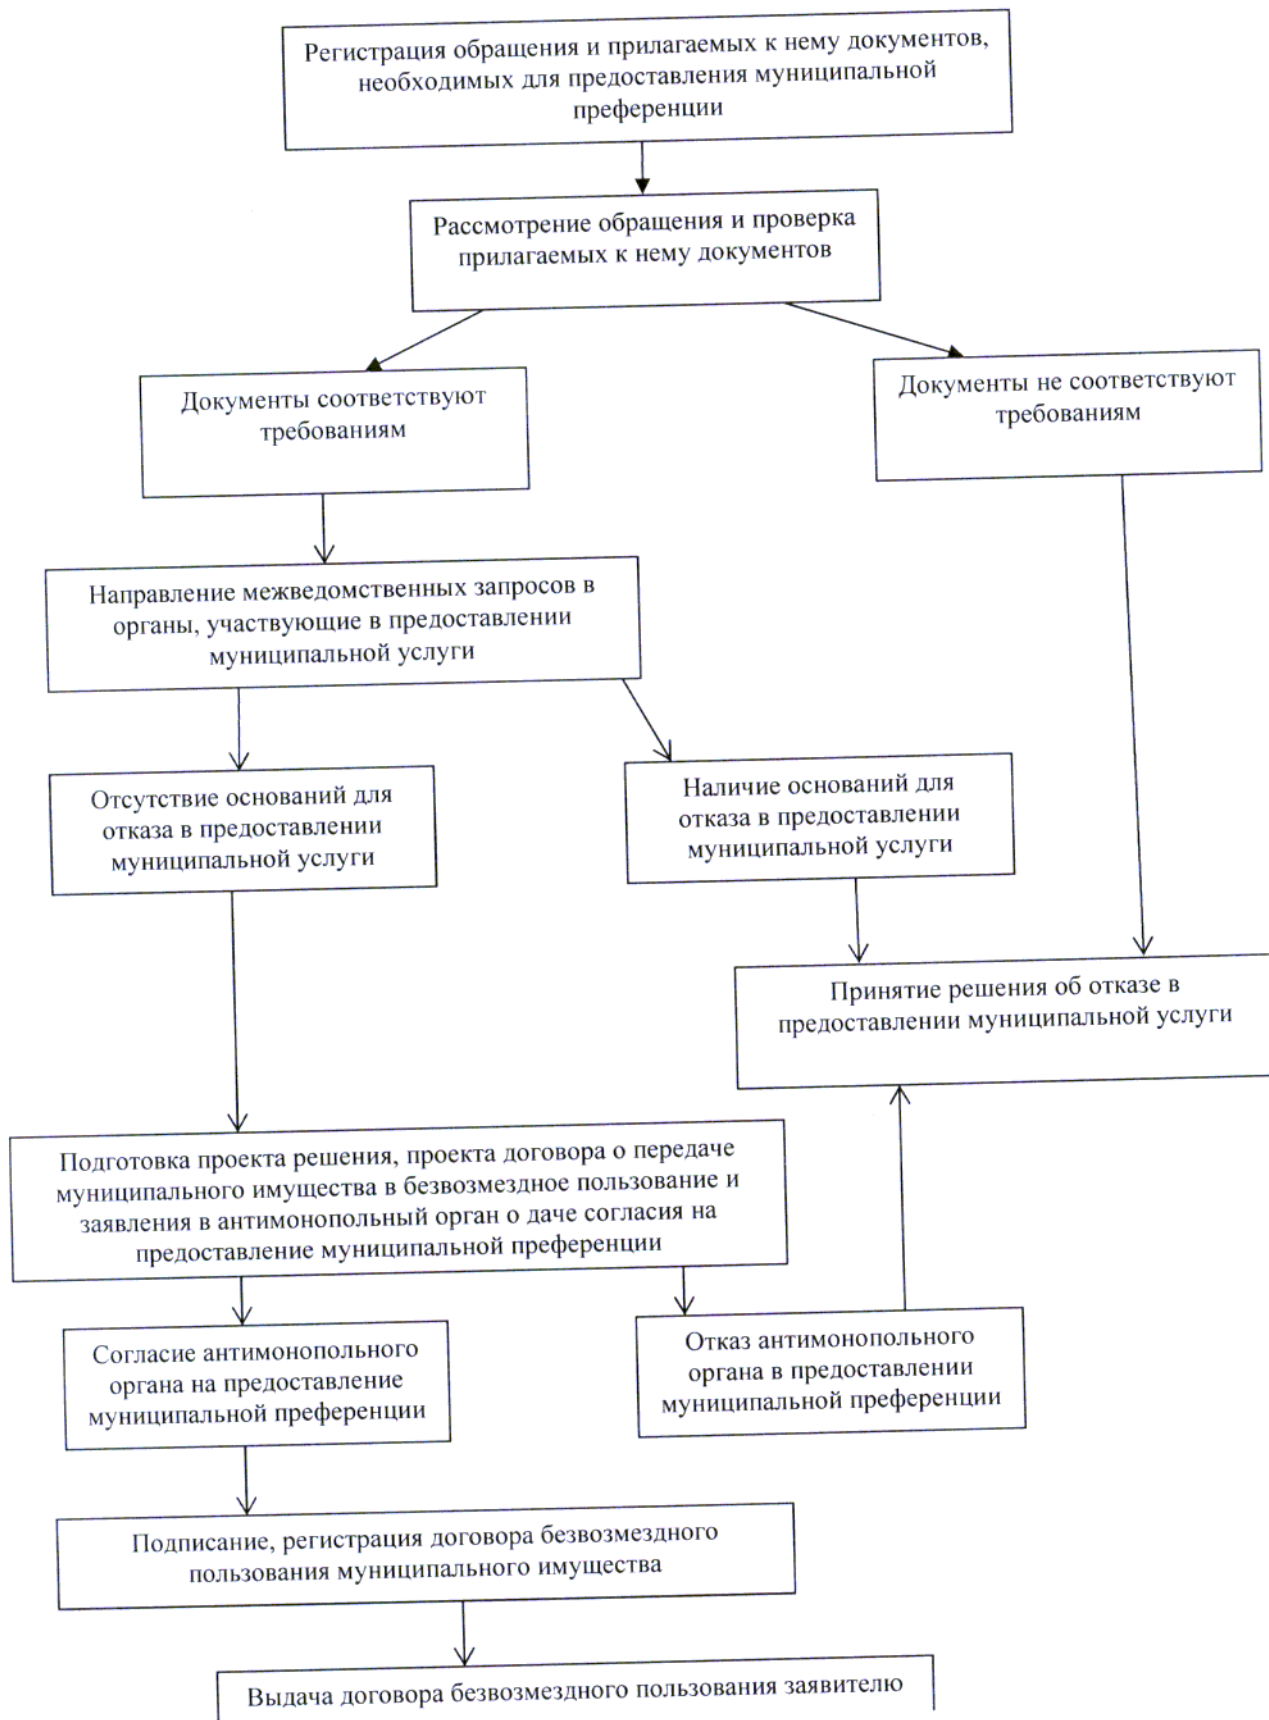 Регистрация обращения и прилагаемых к нему документов,
необходимых для предоставления муниципальной
преференции
Рассмотрение обращения и проверка
прилагаемых к нему документов
Документы соответствуют
требованиям
Документы не соответствуют
требованиям
Направление межведомственных запросов в
органы, участвующие в предоставлении
муниципальной услуги
Отсутствие оснований для
отказа в предоставлении
муниципальной услуги
Наличие оснований для
отказа в предоставлении
муниципальной услуги
Принятие решения об отказе в
предоставлении муниципальной услуги
Подготовка проекта решения, проекта договора о передаче
муниципального имущества в безвозмездное пользование и
заявления в антимонопольный орган о даче согласия на
предоставление муниципальной преференции
Согласие антимонопольного
органа на предоставление
муниципальной преференции
Отказ антимонопольного
органа в предоставлении
муниципальной преференции
Подписание, регистрация договора безвозмездного
пользования муниципального имущества
Выдача договора безвозмездного пользования заявителю